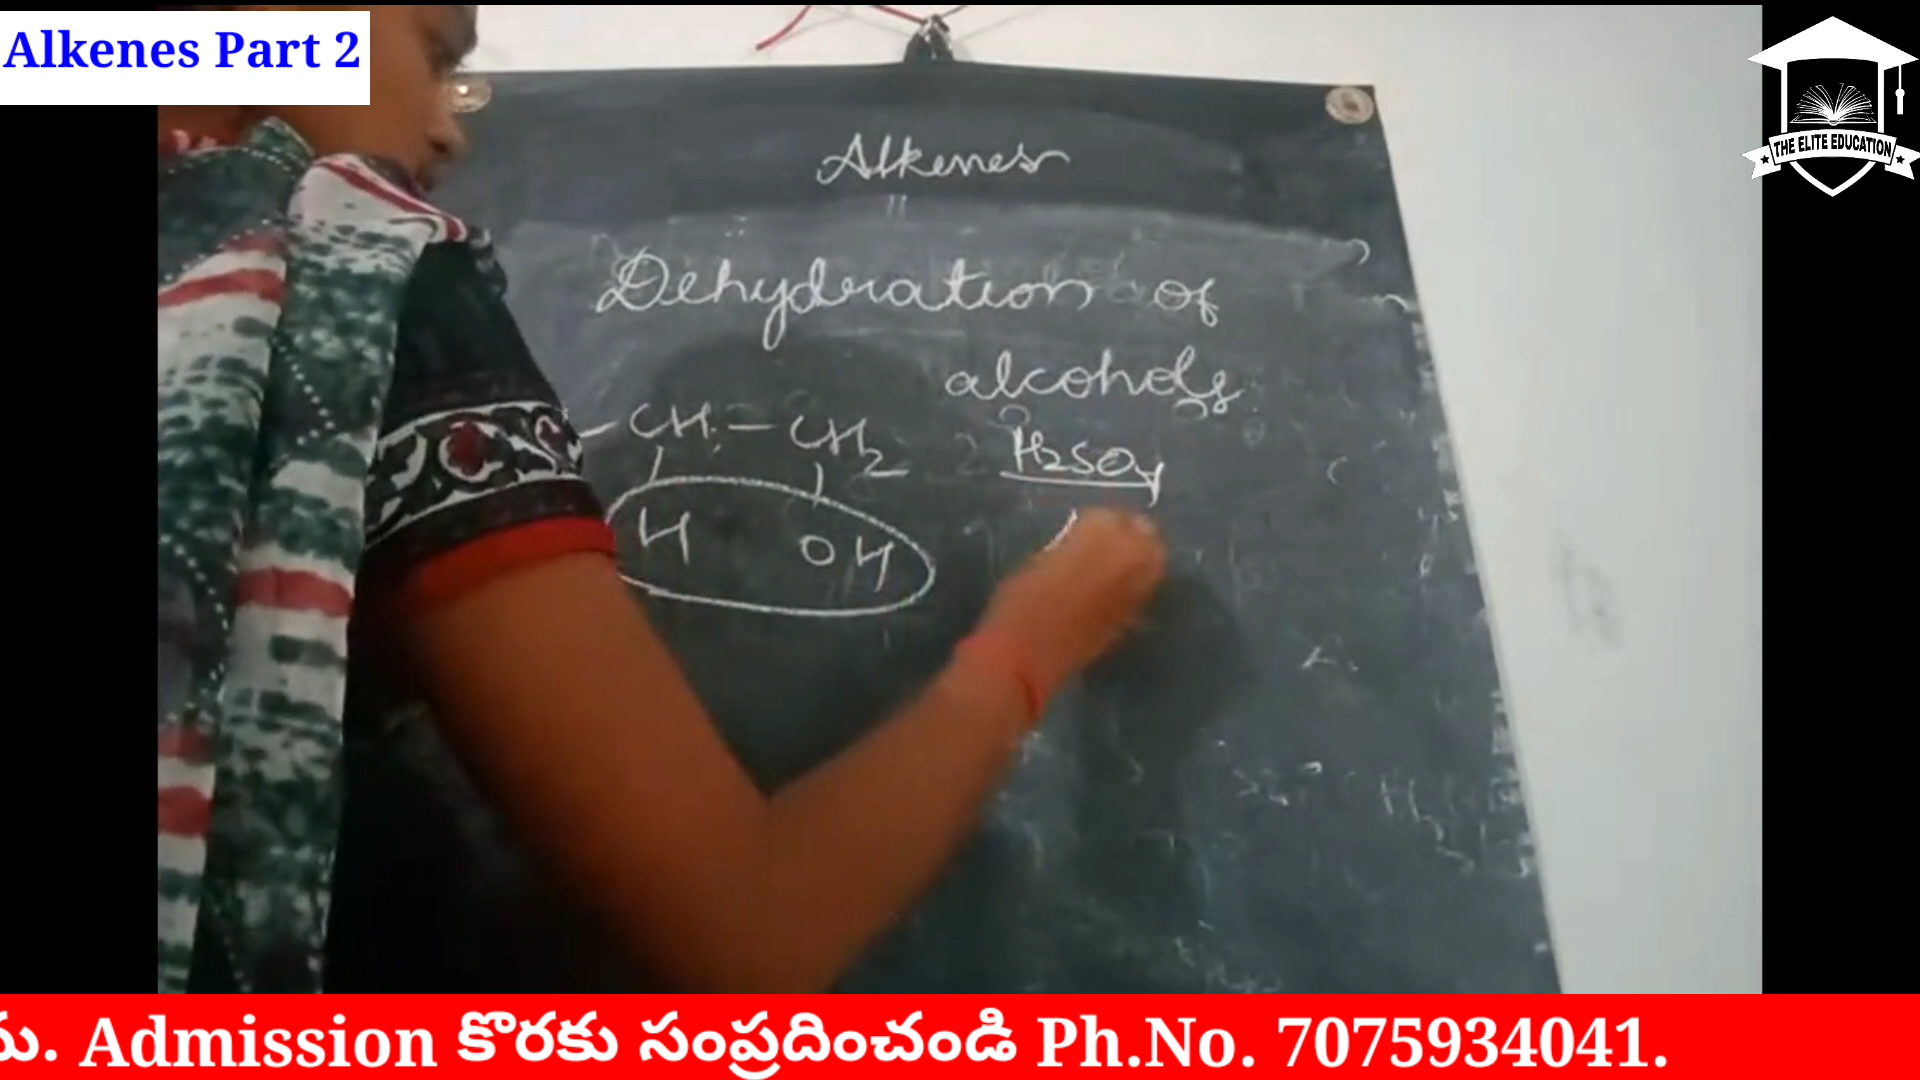 Alkenes Part 2
THE ELITE EDUCATION
Alkenes
Dehydration of
alcohols
- CH - CH2
H2SO4
H OH
ను. Admission కొరకు సంప్రదించండి Ph.No. 7075934041.